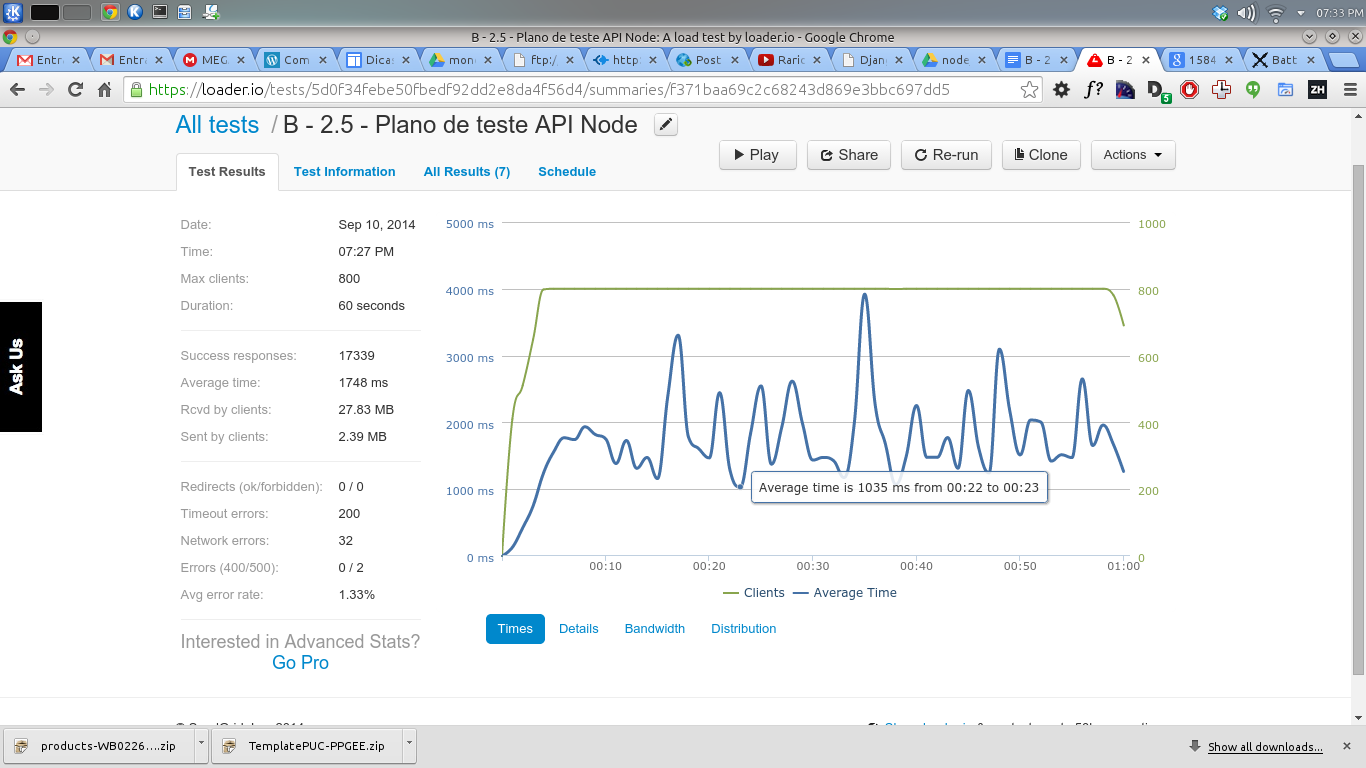 07:33 PM
B - 2.5 - Plano de teste API Node: A load test by loader.io - Google Chrome
Entr Entra MEG Com Dica: mon ftp:/ http: Post Raric Djan node B - 2 B - 2 1584 Batt
https://loader.io/tests/5d0f34febe50fbedf92dd2e8da4f56d4/summaries/f371baa69c2c68243d869e3bbc697dd5
f? D 5 ZH
All tests / B - 2.5 - Plano de teste API Node
Play Share Re-run Clone Actions
Test Results Test Information All Results (7) Schedule
Date: Sep 10, 2014
Time: 07:27 PM
Max clients: 800
Duration: 60 seconds
Success responses: 17339
Average time: 1748 ms
Rcvd by clients: 27.83 MB
Sent by clients: 2.39 MB
Redirects (ok/forbidden): 0 / 0
Timeout errors: 200
Network errors: 32
Errors (400/500): 0 / 2
Avg error rate: 1.33%
Interested in Advanced Stats?
Go Pro
Ask Us
5000 ms 1000
4000 ms 800
3000 ms 600
2000 ms 400
1000 ms 200
0 ms 0
Average time is 1035 ms from 00:22 to 00:23
00:10 00:20 00:30 00:40 00:50 01:00
Clients Average Time
Times Details Bandwidth Distribution
products-WB0226....zip TemplatePUC-PPGEE.zip Show all downloads...